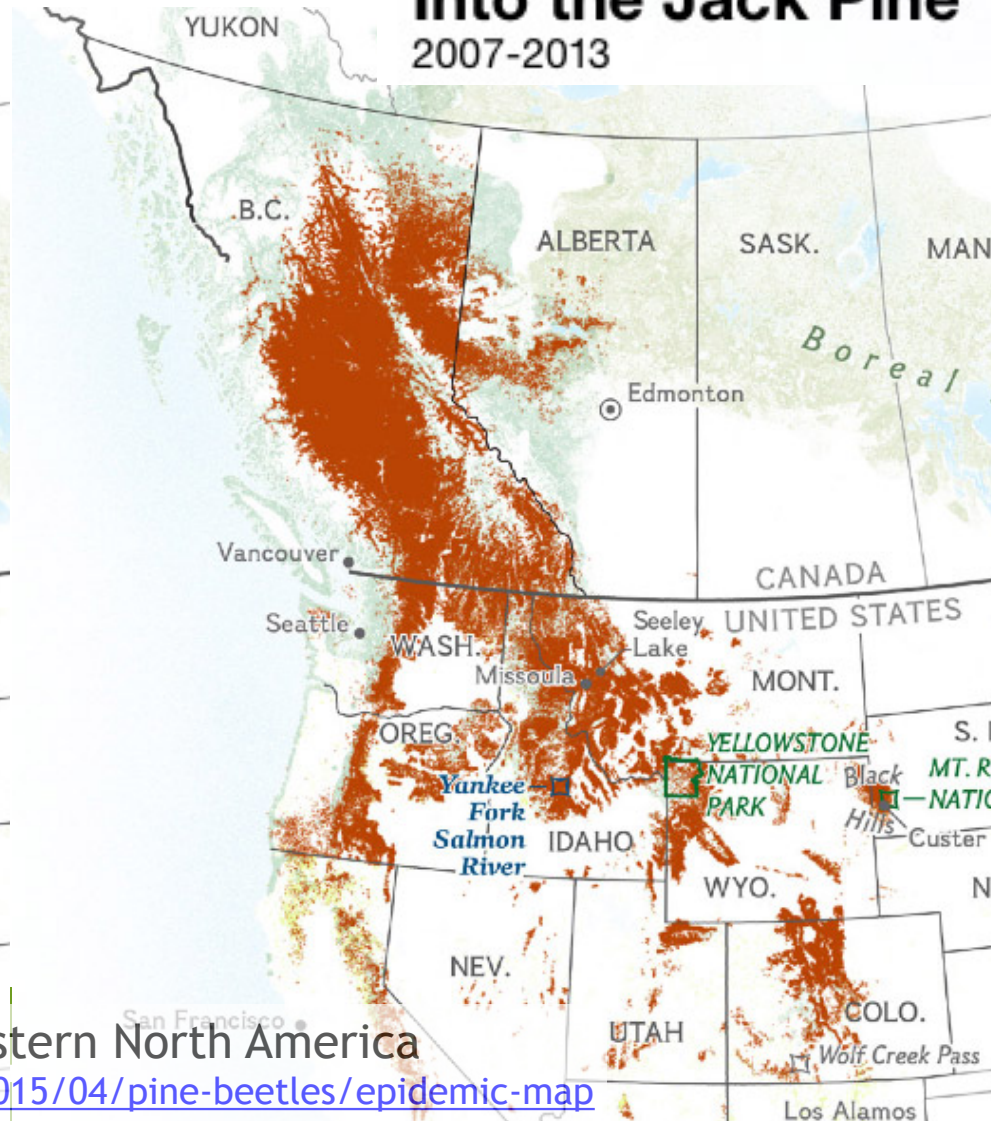 Into the Jack Pine
2007-2013
YUKON
B.C.
ALBERTA
SASK.
MAN
Boreal
Edmonton
Vancouver
CANADA
UNITED STATES
Seattle
Seeley
Lake
WASH.
Missoula
MONT.
OREG.
S.
YELLOWSTONE
NATIONAL
PARK
Black
Hills
MT. R
NATIO
Yankee
Fork
Salmon
River
IDAHO
Custer
WYO.
N
NEV.
San Francisco
UTAH
COLO.
Wolf Creek Pass
Los Alamos
stern North America
015/04/pine-beetles/epidemic-map